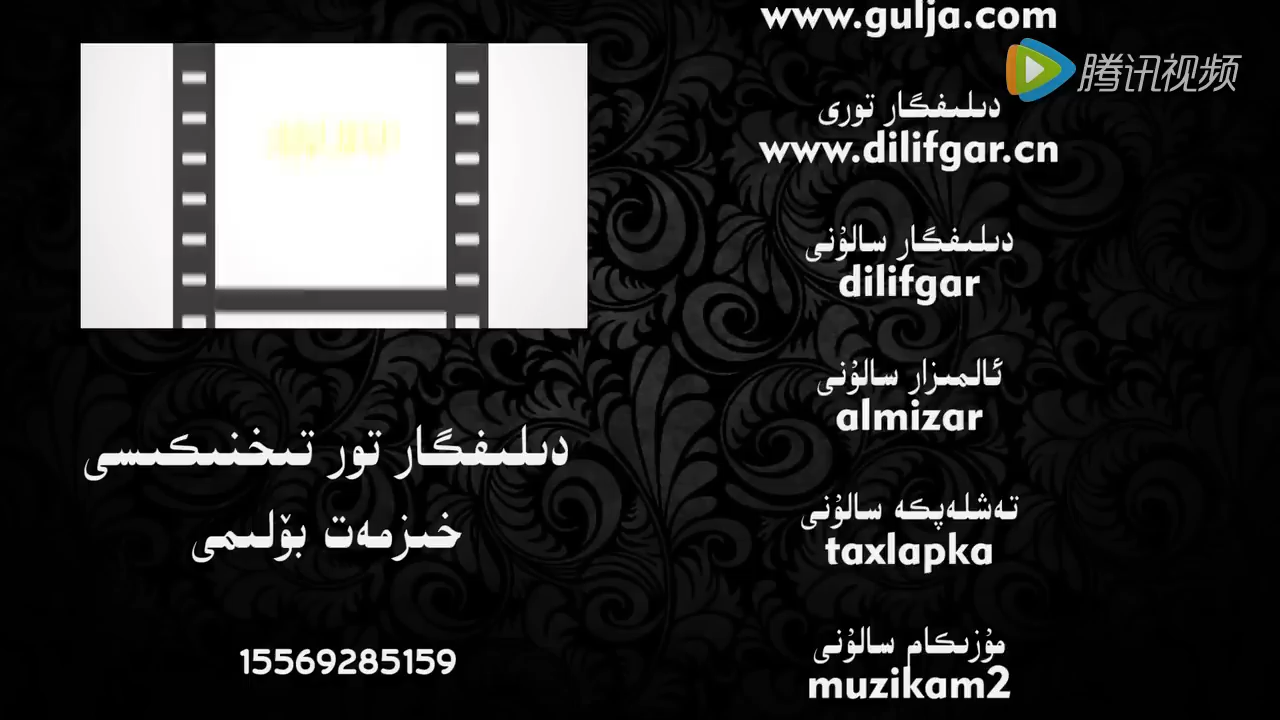 www.gulja.com
腾讯视频
دىلىفگار تورى
www.dilifgar.cn
دىلىفگار سالۇنى
dilifgar
ئالمىزار سالۇنى
almizar
تەشلەپكە سالۇنى
taxlapka
مۇزىكام سالۇنى
muzikam2
دىلىفگار تور تىخنىكىسى
خىزمەت بۆلىمى
15569285159